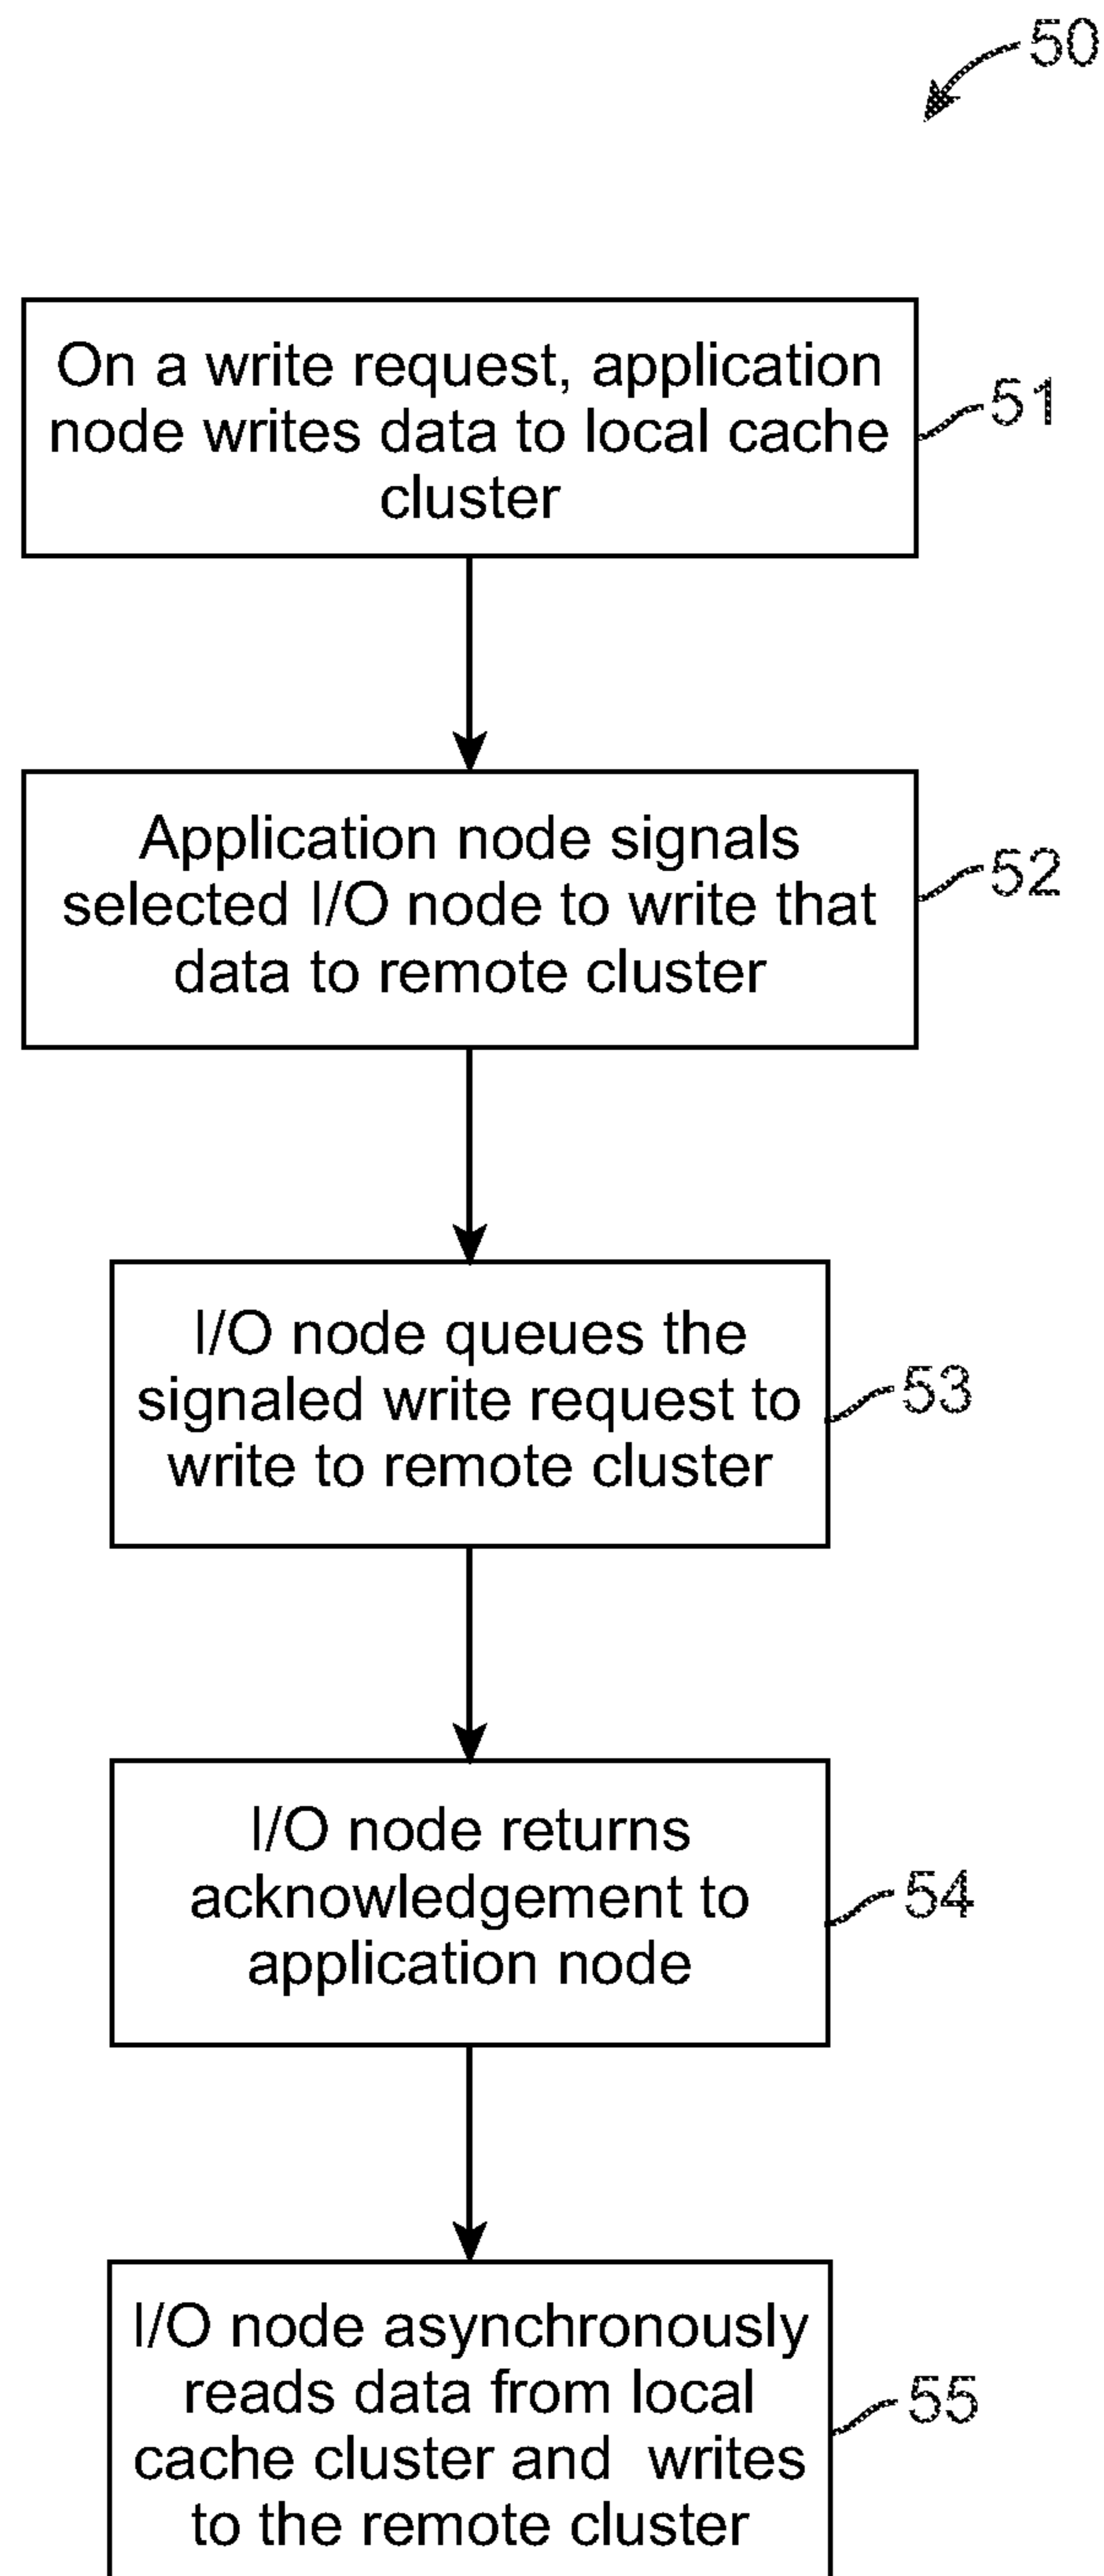 50
On a write request, application
node writes data to local cache
cluster
51
Application node signals
selected I/O node to write that
data to remote cluster
52
I/O node queues the
signaled write request to
write to remote cluster
53
I/O node returns
acknowledgement to
application node
54
I/O node asynchronously
reads data from local
cache cluster and writes
to the remote cluster
55